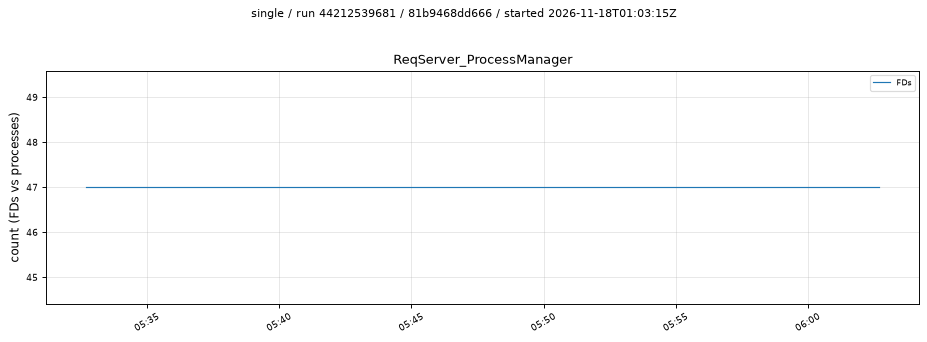 single / run 44212539681 / 81b9468dd666 / started 2026-11-18T01:03:15Z
ReqServer_ProcessManager
FDs
count (FDs vs processes)
49
48
47
46
45
05:35
05:40
05:45
05:50
05:55
06:00